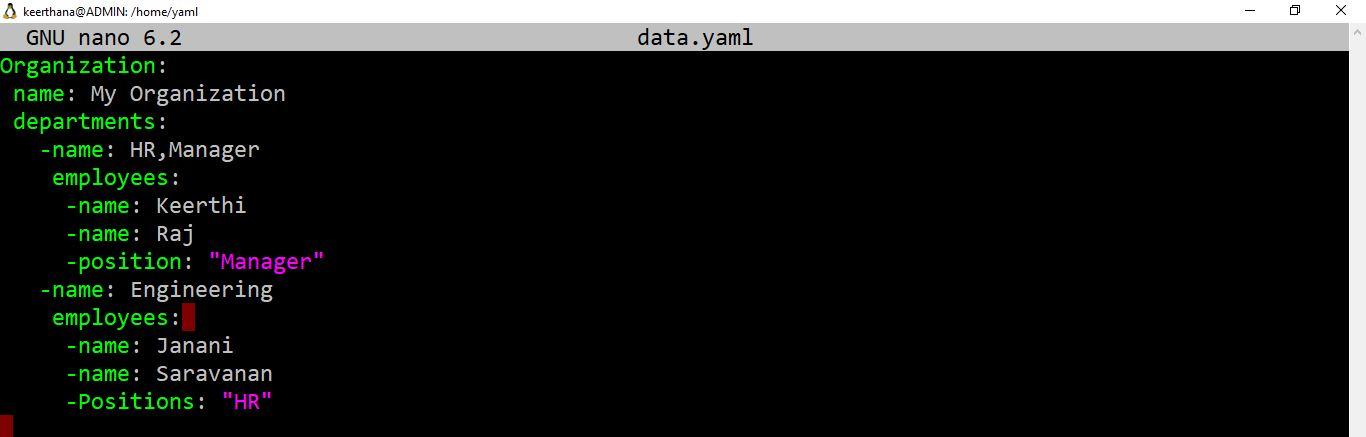 keerthana@ADMIN: /home/yaml
GNU nano 6.2 data.yaml
Organization:
 name: My Organization
 departments:
   -name: HR,Manager
    employees:
     -name: Keerthi
     -name: Raj
     -position: "Manager"
   -name: Engineering
    employees:
     -name: Janani
     -name: Saravanan
     -Positions: "HR"